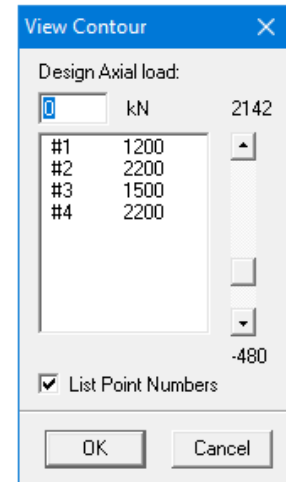 View Contour
Design Axial load:
0 kN 2142
#1 1200
#2 2200
#3 1500
#4 2200
-480
List Point Numbers
OK Cancel